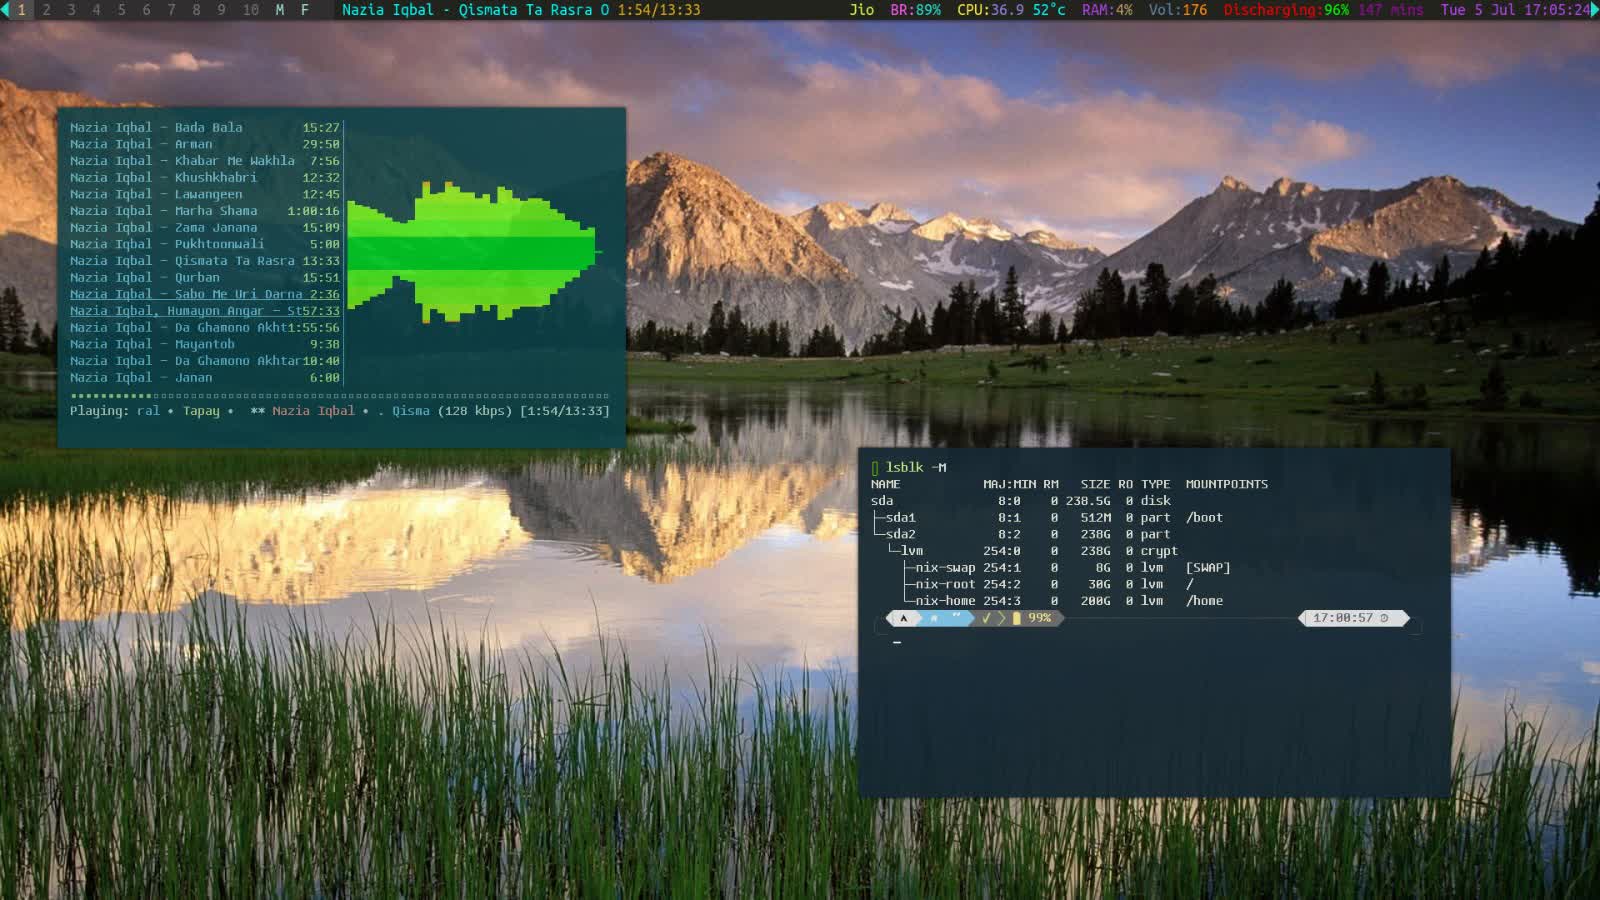 1 2 3 4 5 6 7 8 9 10 M F Nazia Iqbal - Qismata Ta Rasra O 1:54/13:33 Jio BR:89% CPU:36.9 52°c RAM:4% Vol:176 Discharging:96% 147 mins Tue 5 Jul 17:05:24
Nazia Iqbal - Bada Bala 15:27
Nazia Iqbal - Arman 29:50
Nazia Iqbal - Khabar Me Wakhla 7:56
Nazia Iqbal - Khushkhabri 12:32
Nazia Iqbal - Lawangeen 12:45
Nazia Iqbal - Marha Shama 1:00:16
Nazia Iqbal - Zama Janana 15:09
Nazia Iqbal - Pukhtoonwali 5:00
Nazia Iqbal - Qismata Ta Rasra 13:33
Nazia Iqbal - Qurban 15:51
Nazia Iqbal - Sabo Me Uri Darna 2:36
Nazia Iqbal, Humayon Angar - St57:33
Nazia Iqbal - Da Ghamono Akht1:55:56
Nazia Iqbal - Mayantob 9:38
Nazia Iqbal - Da Ghamono Akhtar10:40
Nazia Iqbal - Janan 6:00
Playing: ral • Tapay • ** Nazia Iqbal • . Qisma (128 kbps) [1:54/13:33]
lsblk -M
NAME MAJ:MIN RM SIZE RO TYPE MOUNTPOINTS
sda 8:0 0 238.5G 0 disk
├─sda1 8:1 0 512M 0 part /boot
└─sda2 8:2 0 238G 0 part
└─lvm 254:0 0 238G 0 crypt
├─nix-swap 254:1 0 8G 0 lvm [SWAP]
├─nix-root 254:2 0 30G 0 lvm /
└─nix-home 254:3 0 200G 0 lvm /home
99% 17:00:57